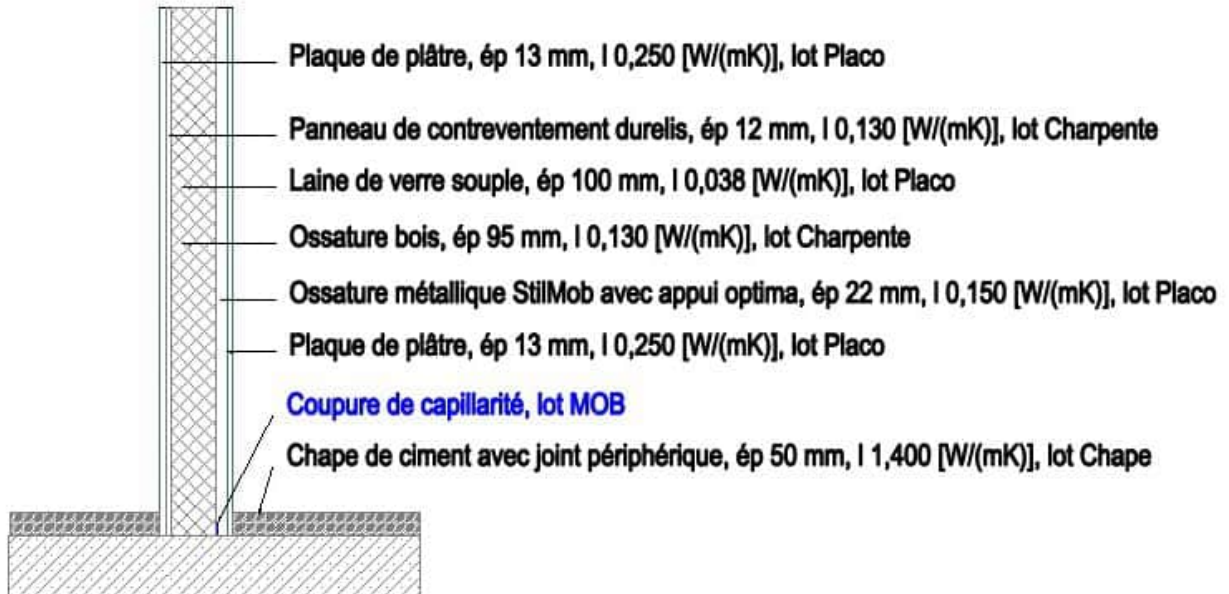 Plaque de plâtre, ép 13 mm, l 0,250 [W/(mK)], lot Placo
Panneau de contreventement durelis, ép 12 mm, l 0,130 [W/(mK)], lot Charpente
Laine de verre souple, ép 100 mm, l 0,038 [W/(mK)], lot Placo
Ossature bois, ép 95 mm, l 0,130 [W/(mK)], lot Charpente
Ossature métallique StilMob avec appui optima, ép 22 mm, l 0,150 [W/(mK)], lot Placo
Plaque de plâtre, ép 13 mm, l 0,250 [W/(mK)], lot Placo
Coupure de capillarité, lot MOB
Chape de ciment avec joint périphérique, ép 50 mm, l 1,400 [W/(mK)], lot Chape